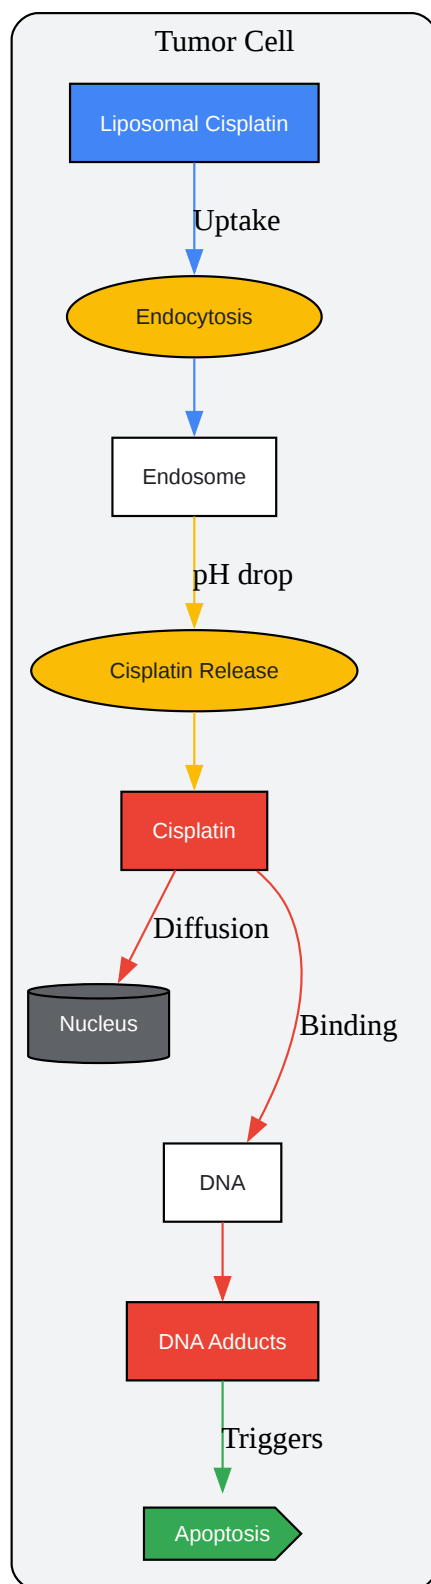 Tumor Cell
Liposomal Cisplatin
Uptake
Endocytosis
Endosome
pH drop
Cisplatin Release
Cisplatin
Diffusion
Nucleus
Binding
DNA
DNA Adducts
Triggers
Apoptosis